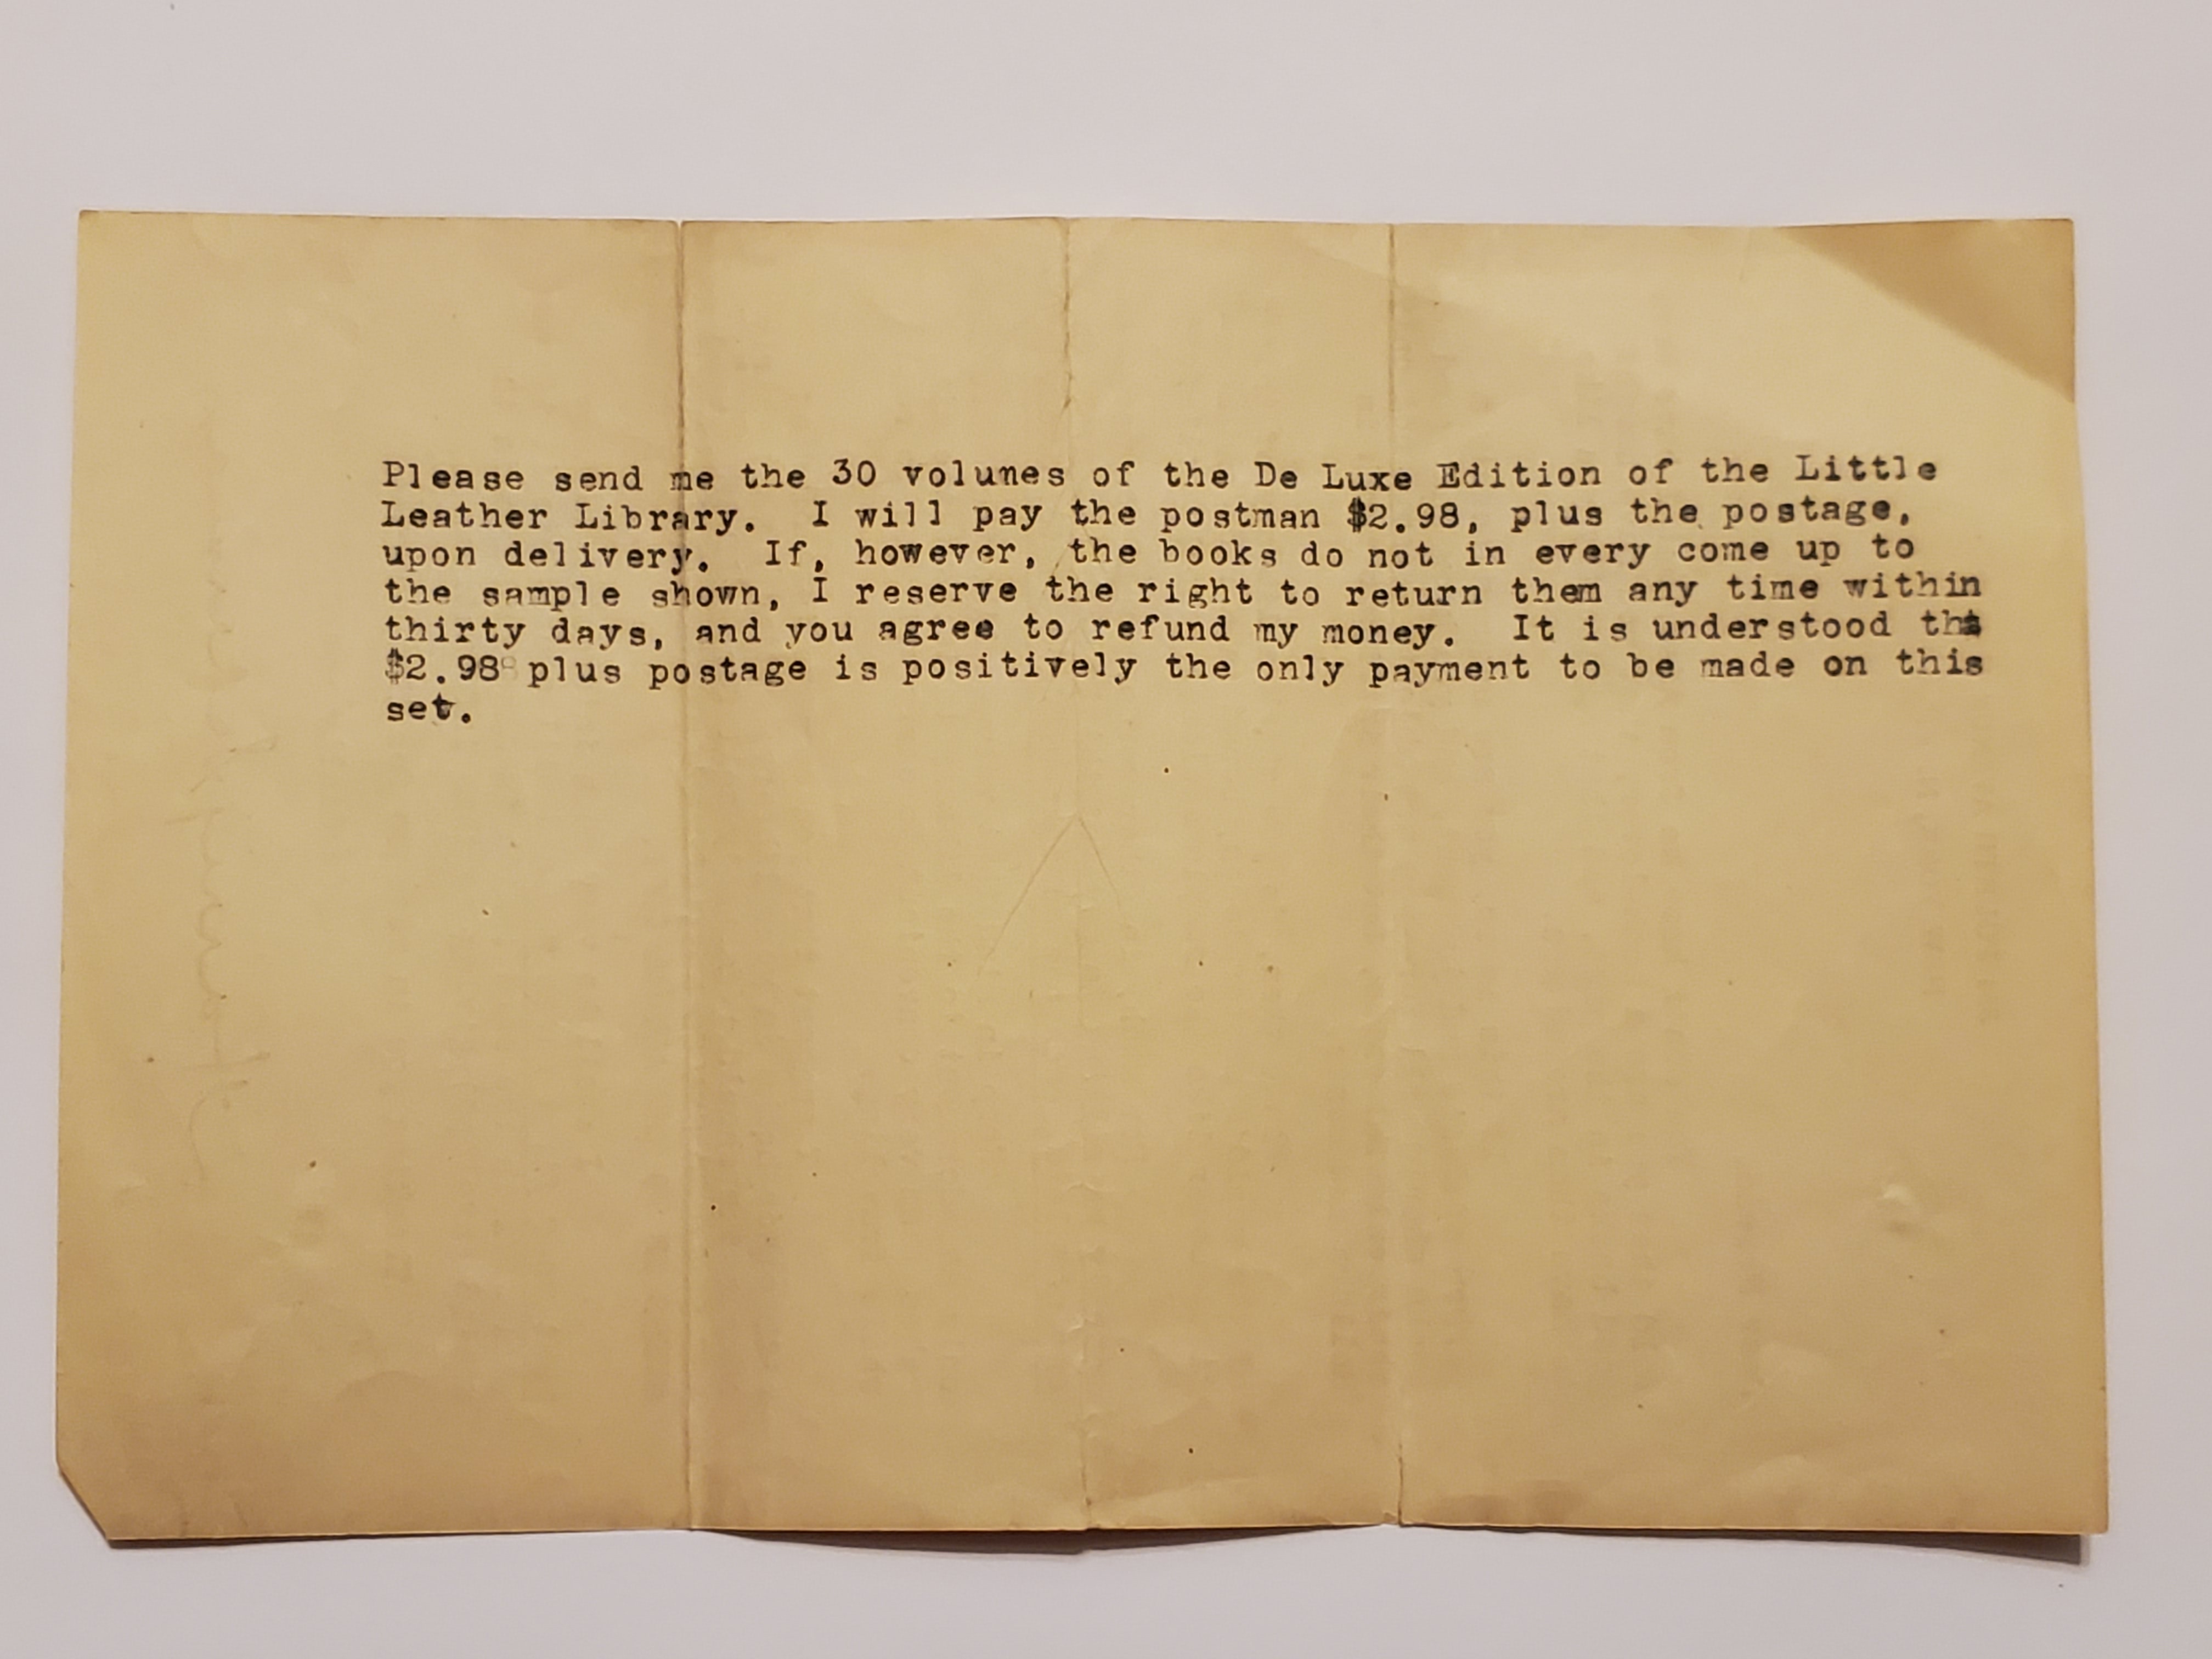 Please send me the 30 volumes of the De Luxe Edition of the Little
Leather Library.  I will pay the postman $2.98, plus the postage,
upon delivery.  If, however, the books do not in every come up to
the sample shown, I reserve the right to return them any time within
thirty days, and you agree to refund my money.  It is understood tht
$2.98 plus postage is positively the only payment to be made on this
set.